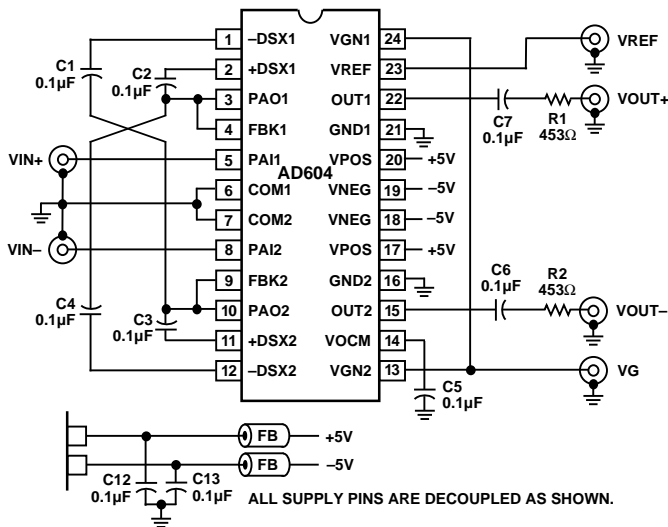 C1
0.1µF
C2
0.1µF
1 –DSX1 VGN1 24
2 +DSX1 VREF 23
3 PAO1 OUT1 22
4 FBK1 GND1 21
5 PAI1 VPOS 20
AD604
6 COM1 VNEG 19
7 COM2 VNEG 18
8 PAI2 VPOS 17
9 FBK2 GND2 16
10 PAO2 OUT2 15
11 +DSX2 VOCM 14
12 –DSX2 VGN2 13
VREF
VOUT+
C7
0.1µF
R1
453Ω
+5V
–5V
–5V
+5V
VIN+
VIN–
C4
0.1µF
C3
0.1µF
C6
0.1µF
R2
453Ω
VOUT–
VG
C5
0.1µF
FB +5V
FB –5V
C12
0.1µF
C13
0.1µF
ALL SUPPLY PINS ARE DECOUPLED AS SHOWN.